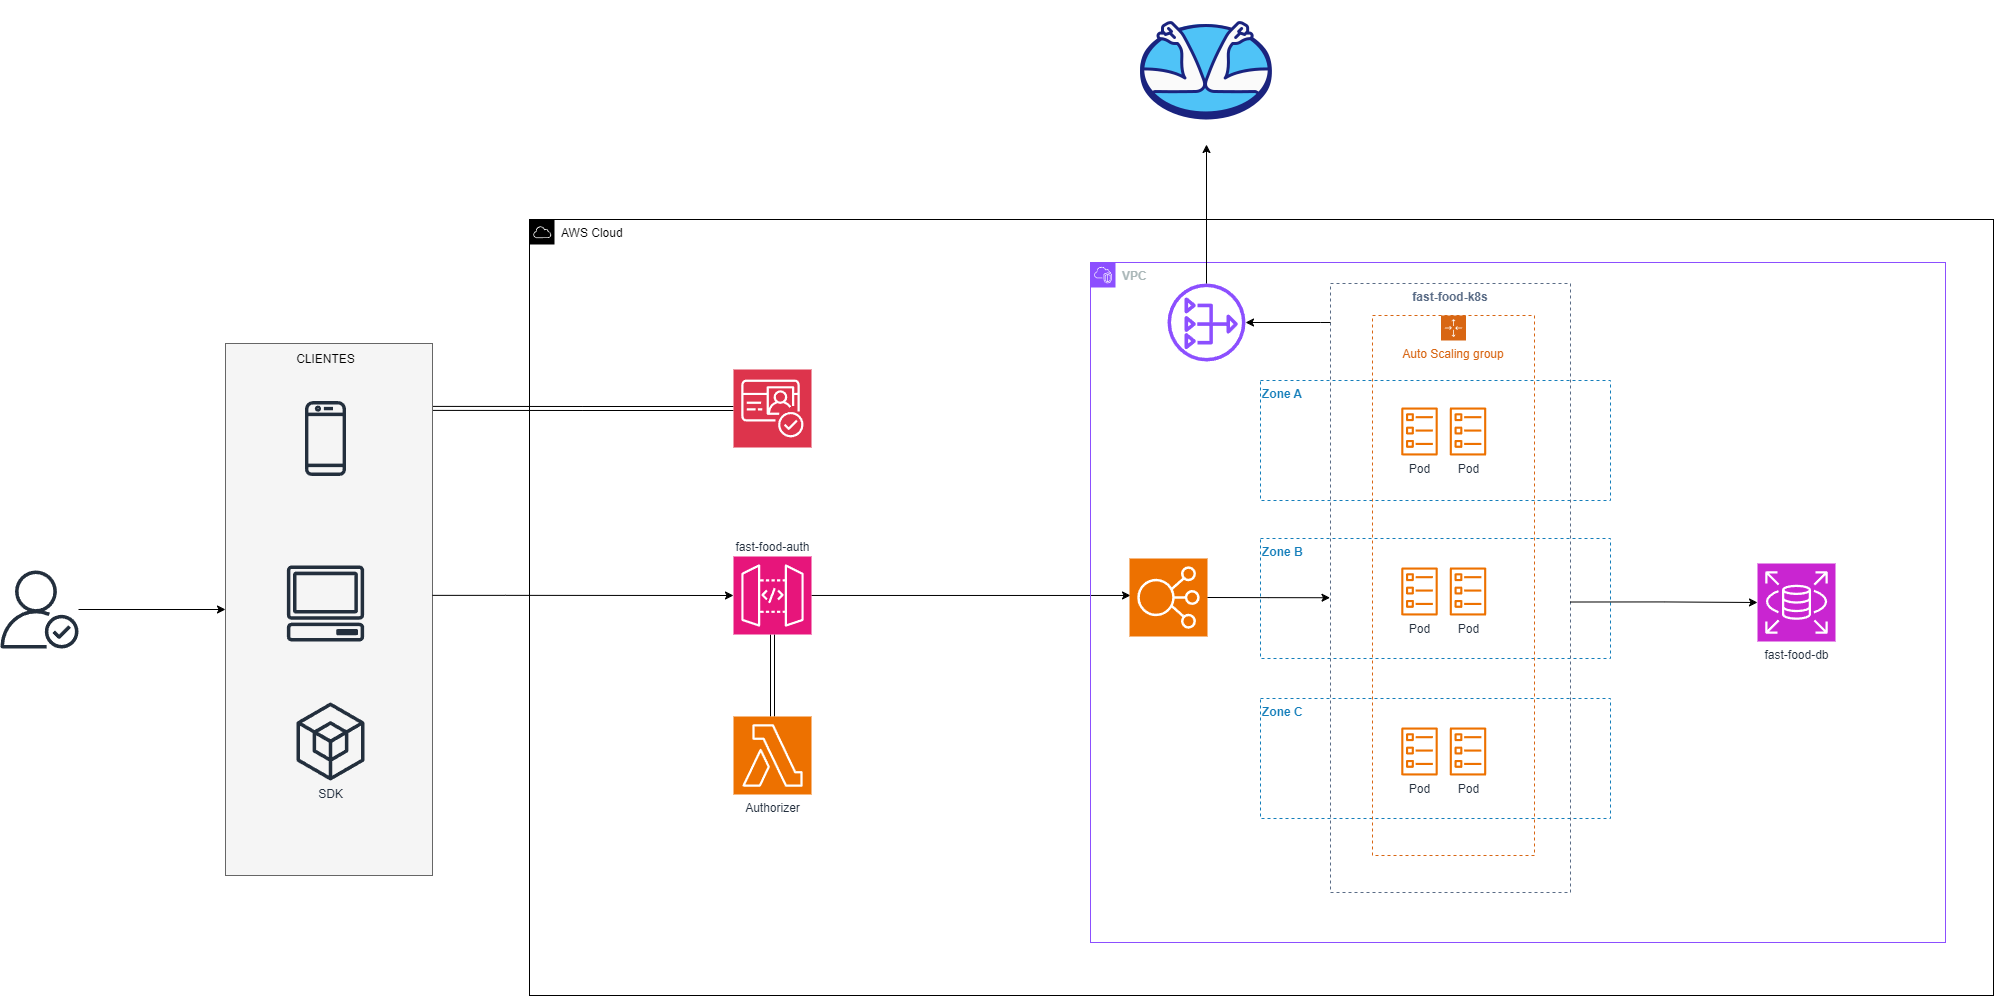 AWS Cloud
VPC
fast-food-k8s
Auto Scaling group
CLIENTES
Zone A
Pod Pod
fast-food-auth
</>
Zone B
Pod Pod
fast-food-db
Zone C
SDK
Pod Pod
Authorizer